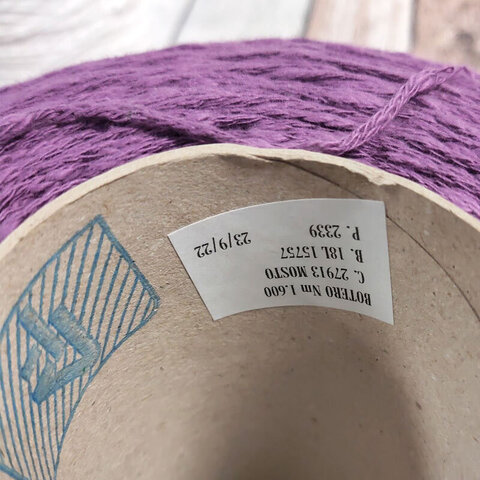 BOTERO Nm 1.600
C. 27913 MOSTO
B. 18L 15757
P. 2339 23/9/22